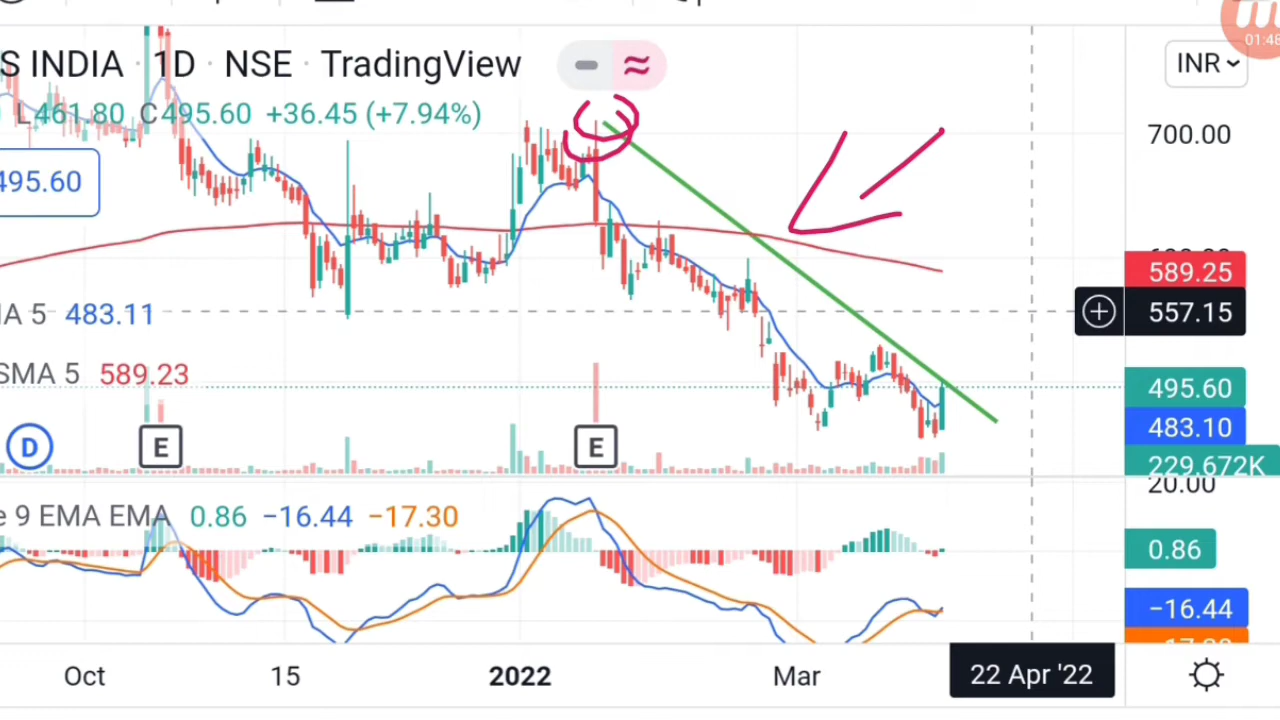 S INDIA · 1D · NSE · TradingView
INR
01:48
L461.80 C495.60 +36.45 (+7.94%)
700.00
495.60
589.25
557.15
A 5 483.11
SMA 5 589.23
495.60
483.10
D
E
E
229.672K
20.00
e 9 EMA EMA 0.86 −16.44 −17.30
0.86
−16.44
Oct
15
2022
Mar
22 Apr '22